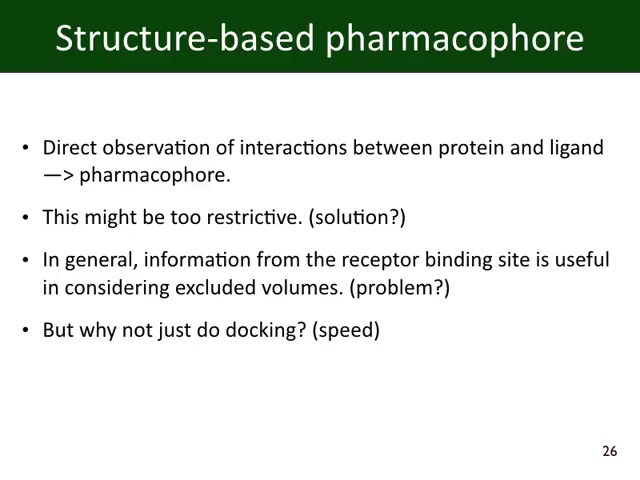 Structure-based pharmacophore
• Direct observation of interactions between protein and ligand
—> pharmacophore.
• This might be too restrictive. (solution?)
• In general, information from the receptor binding site is useful
in considering excluded volumes. (problem?)
• But why not just do docking? (speed)
26